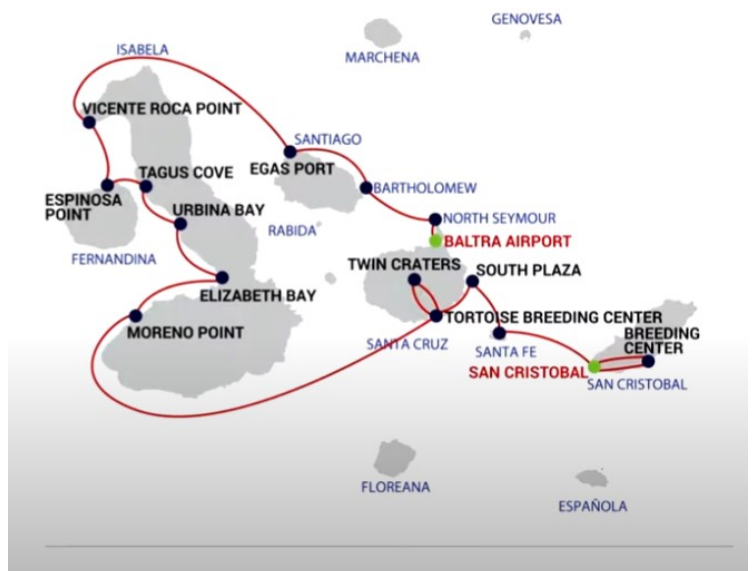 GENOVESA
ISABELA
MARCHENA
VICENTE ROCA POINT
SANTIAGO
EGAS PORT
TAGUS COVE
BARTHOLOMEW
ESPINOSA
POINT
URBINA BAY
NORTH SEYMOUR
RABIDA
BALTRA AIRPORT
FERNANDINA
TWIN CRATERS
SOUTH PLAZA
ELIZABETH BAY
TORTOISE BREEDING CENTER
MORENO POINT
BREEDING
CENTER
SANTA CRUZ
SANTA FE
SAN CRISTOBAL
SAN CRISTOBAL
FLOREANA
ESPAÑOLA